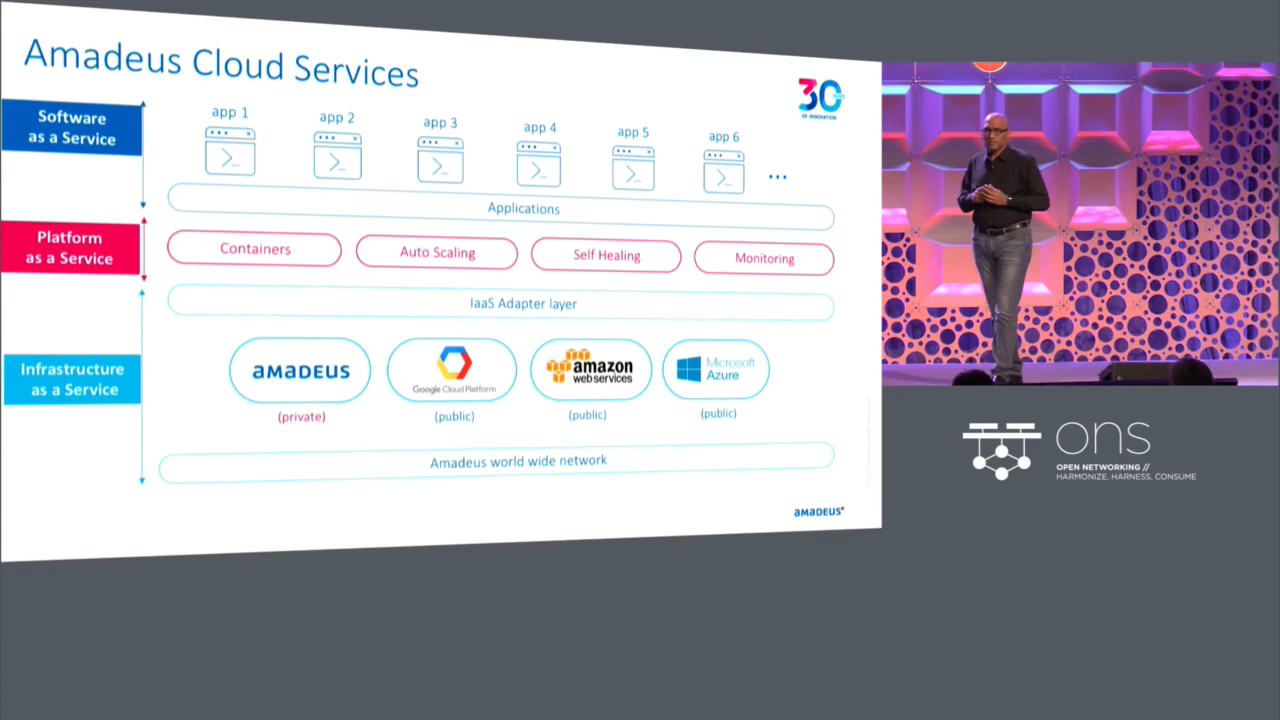 Amadeus Cloud Services
30
YEARS
OF INNOVATION
Software
as a Service
app 1
app 2
app 3
app 4
app 5
app 6
...
Applications
Platform
as a Service
Containers
Auto Scaling
Self Healing
Monitoring
IaaS Adapter layer
Infrastructure
as a Service
amadeus
Google Cloud Platform
amazon
web services
Microsoft
Azure
(private)
(public)
(public)
(public)
Amadeus world wide network
amadeus
ons
OPEN NETWORKING //
HARMONIZE, HARNESS, CONSUME